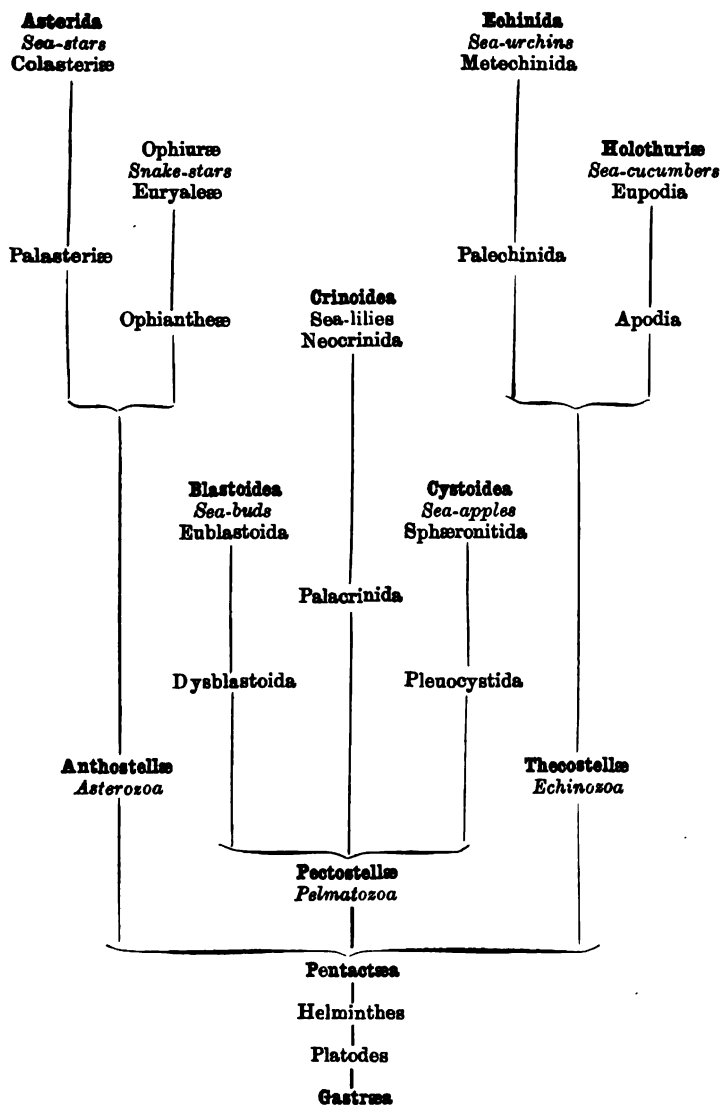 Asterida
Sea-stars
Colasteriæ
Echinida
Sea-urchins
Metechinida
Ophiuræ
Snake-stars
Euryaleæ
Holothuriæ
Sea-cucumbers
Eupodia
Palasteriæ
Palechinida
Crinoidea
Sea-lilies
Neocrinida
Ophiantheæ
Apodia
Blastoidea
Sea-buds
Eublastoida
Cystoidea
Sea-apples
Sphæronitida
Palacrinida
Dysblastoida
Pleuocystida
Anthostellæ
Asterozoa
Thecostellæ
Echinozoa
Pectostellæ
Pelmatozoa
Pentactæa
Helminthes
Platodes
Gastræa